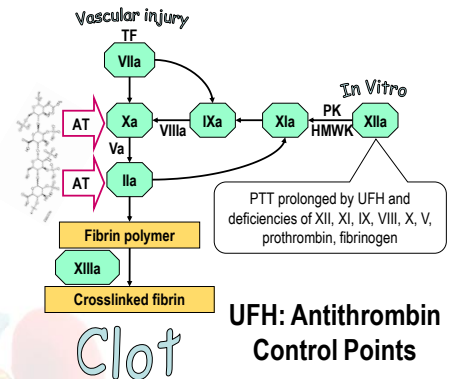 Vascular injury
TF
VIIa
In Vitro
AT
Xa
VIIIa
IXa
XIa
PK
HMWK
XIIa
Va
AT
IIa
PTT prolonged by UFH and
deficiencies of XII, XI, IX, VIII, X, V,
prothrombin, fibrinogen
Fibrin polymer
XIIIa
Crosslinked fibrin
UFH: Antithrombin
Control Points
Clot